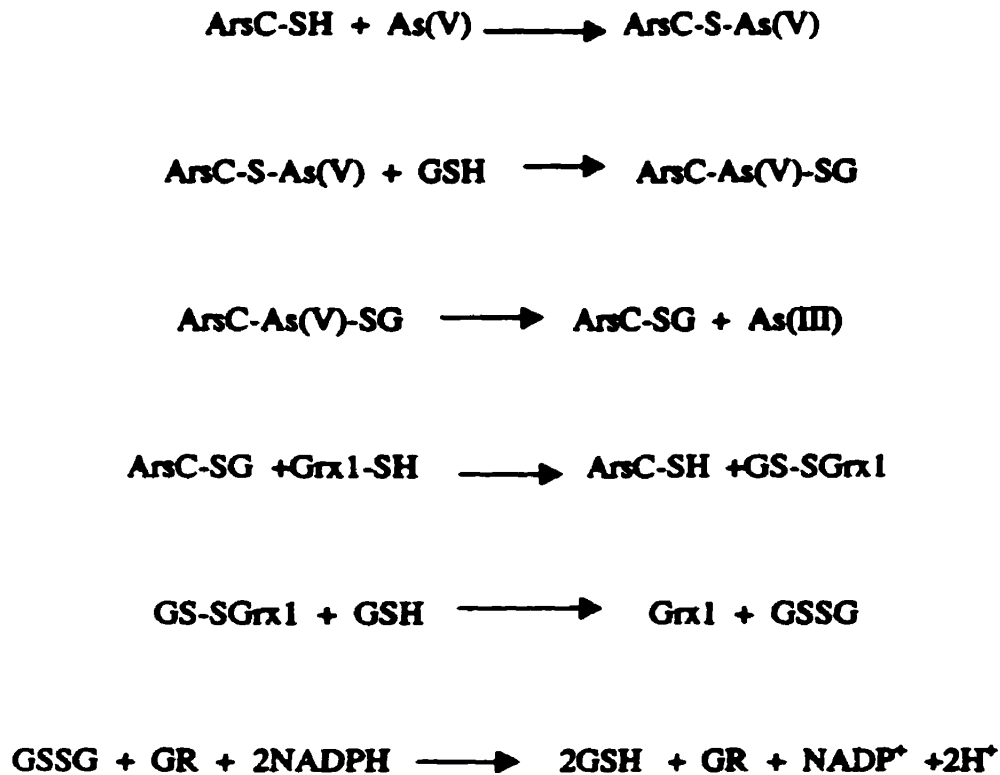 ArsC-SH + As(V) ⟶ ArsC-S-As(V)
ArsC-S-As(V) + GSH ⟶ ArsC-As(V)-SG
ArsC-As(V)-SG ⟶ ArsC-SG + As(III)
ArsC-SG +Grx1-SH ⟶ ArsC-SH +GS-SGrx1
GS-SGrx1 + GSH ⟶ Grx1 + GSSG
GSSG + GR + 2NADPH ⟶ 2GSH + GR + NADP⁺ +2H⁺